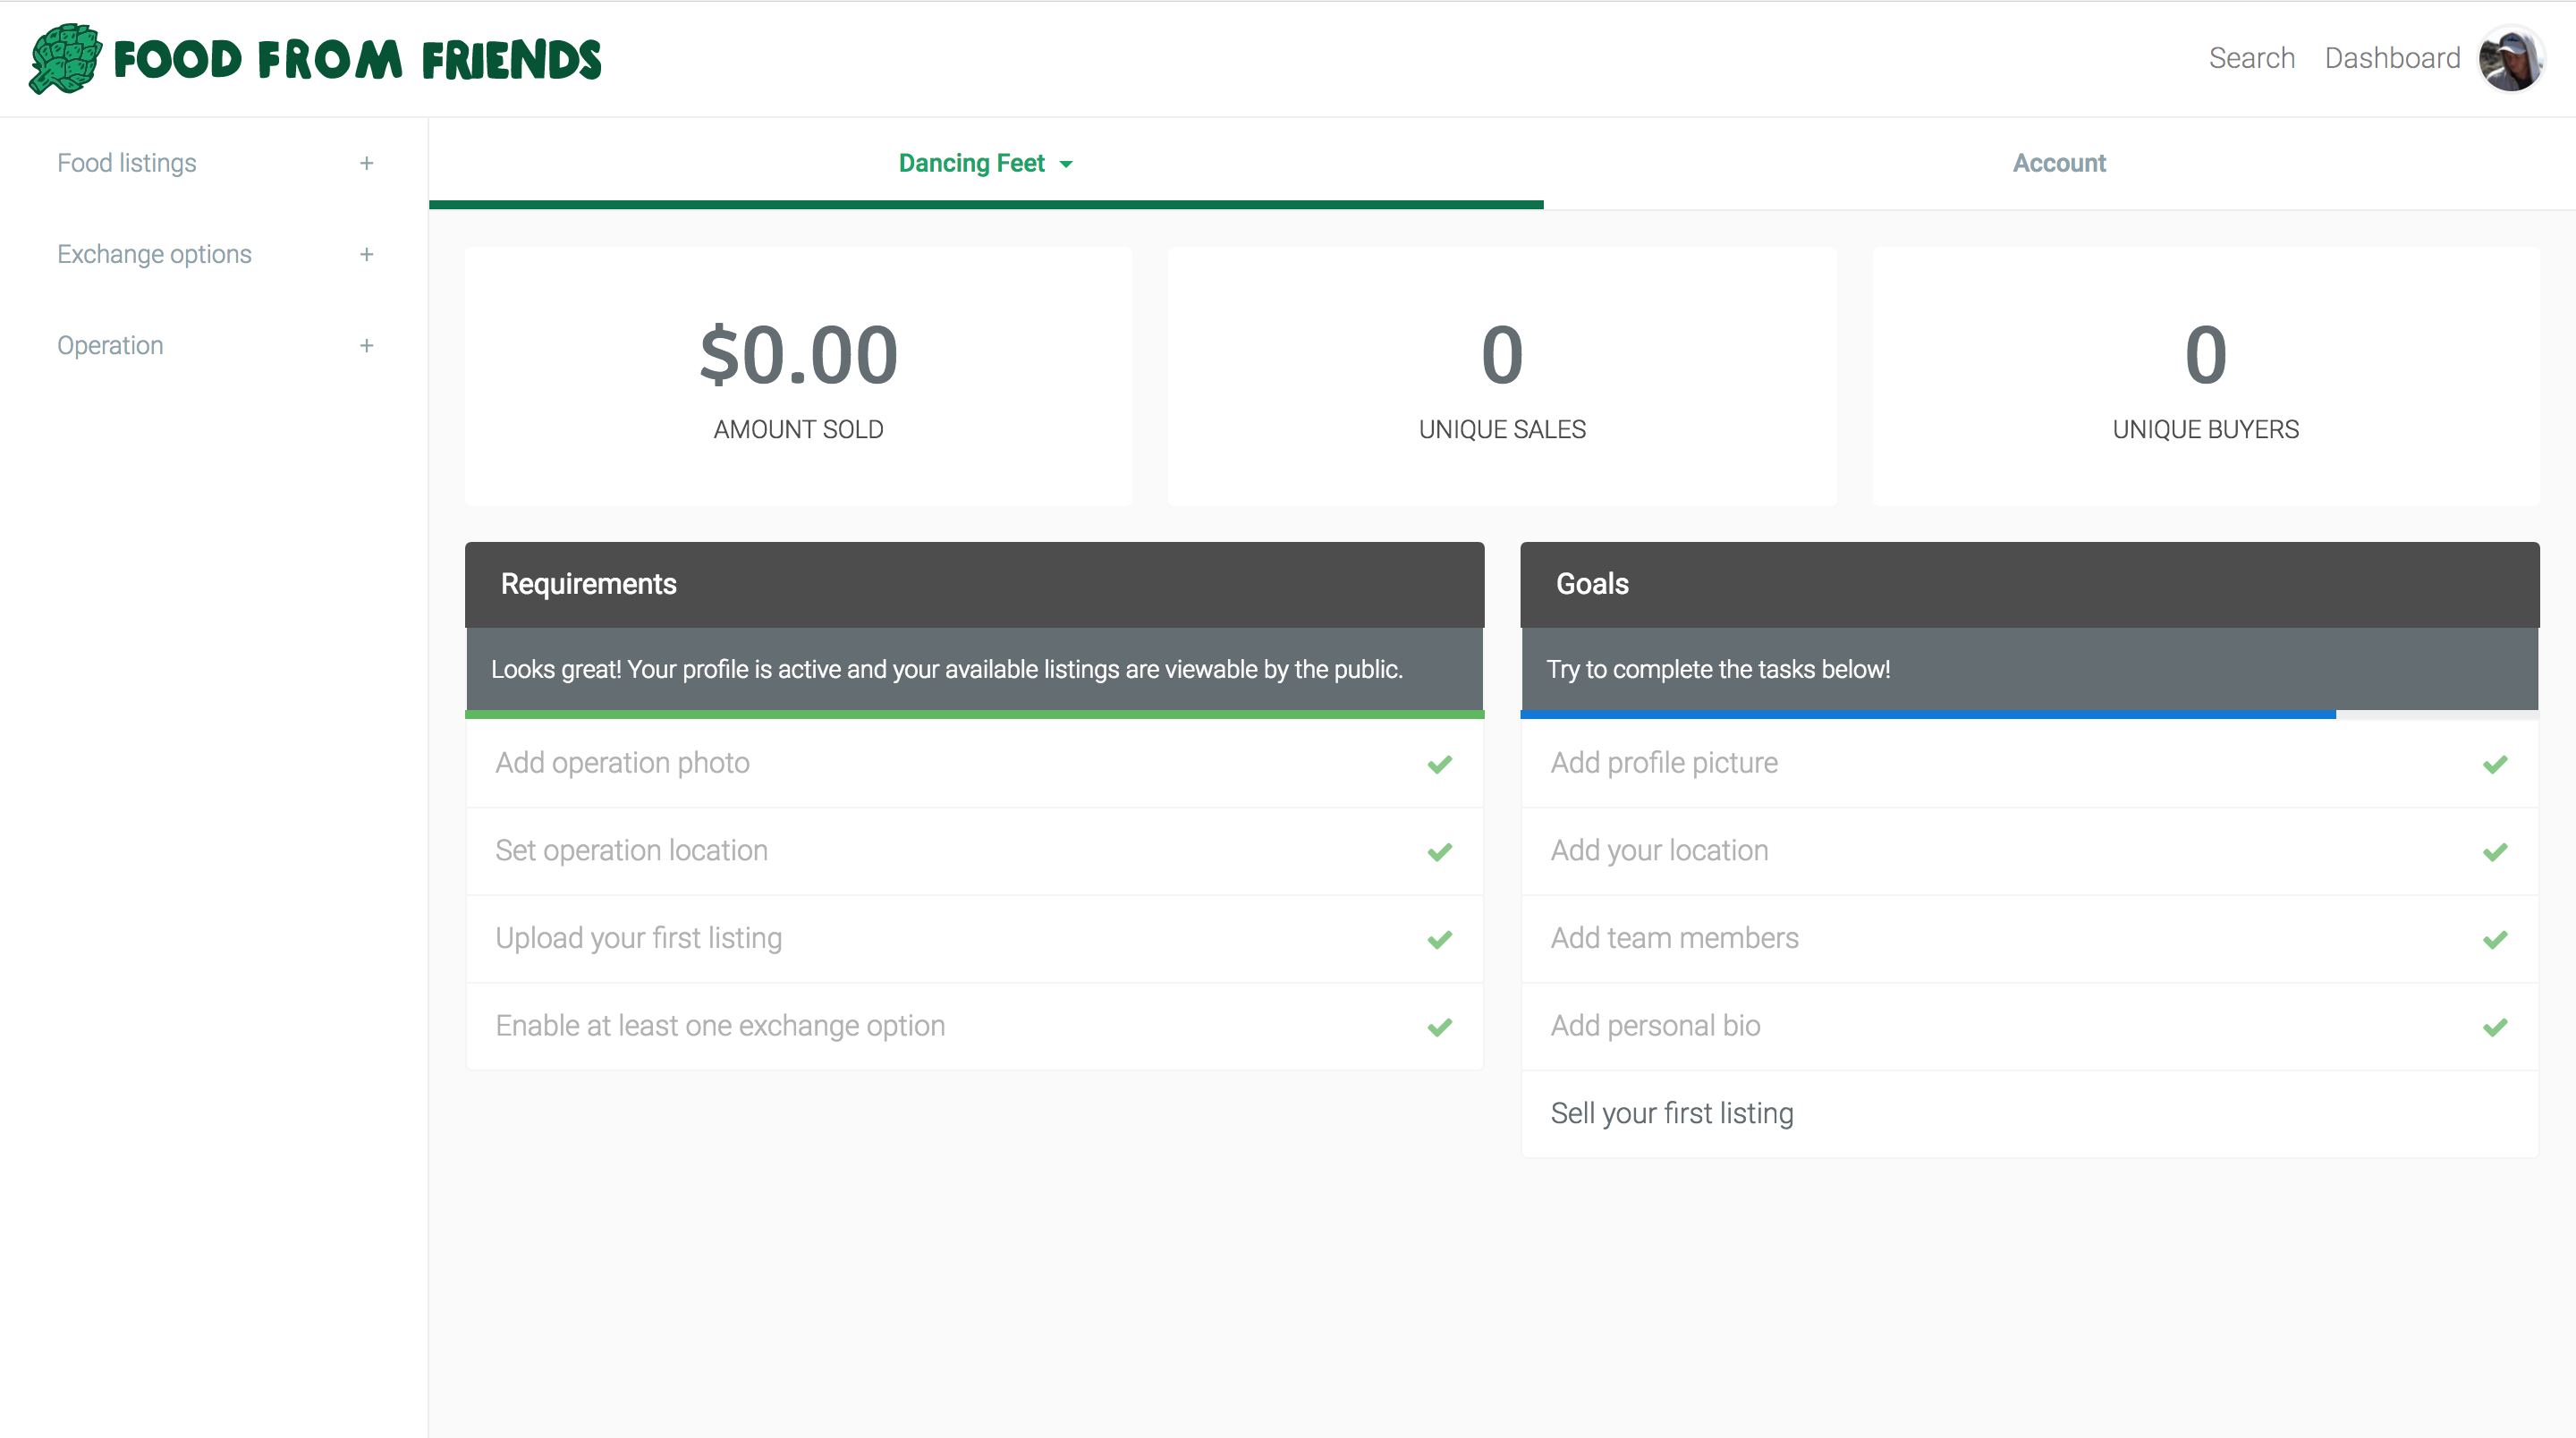 FOOD FROM FRIENDS
Search Dashboard
Food listings +
Exchange options +
Operation +
Dancing Feet
Account
$0.00
AMOUNT SOLD
0
UNIQUE SALES
0
UNIQUE BUYERS
Requirements
Looks great! Your profile is active and your available listings are viewable by the public.
Add operation photo
Set operation location
Upload your first listing
Enable at least one exchange option
Goals
Try to complete the tasks below!
Add profile picture
Add your location
Add team members
Add personal bio
Sell your first listing